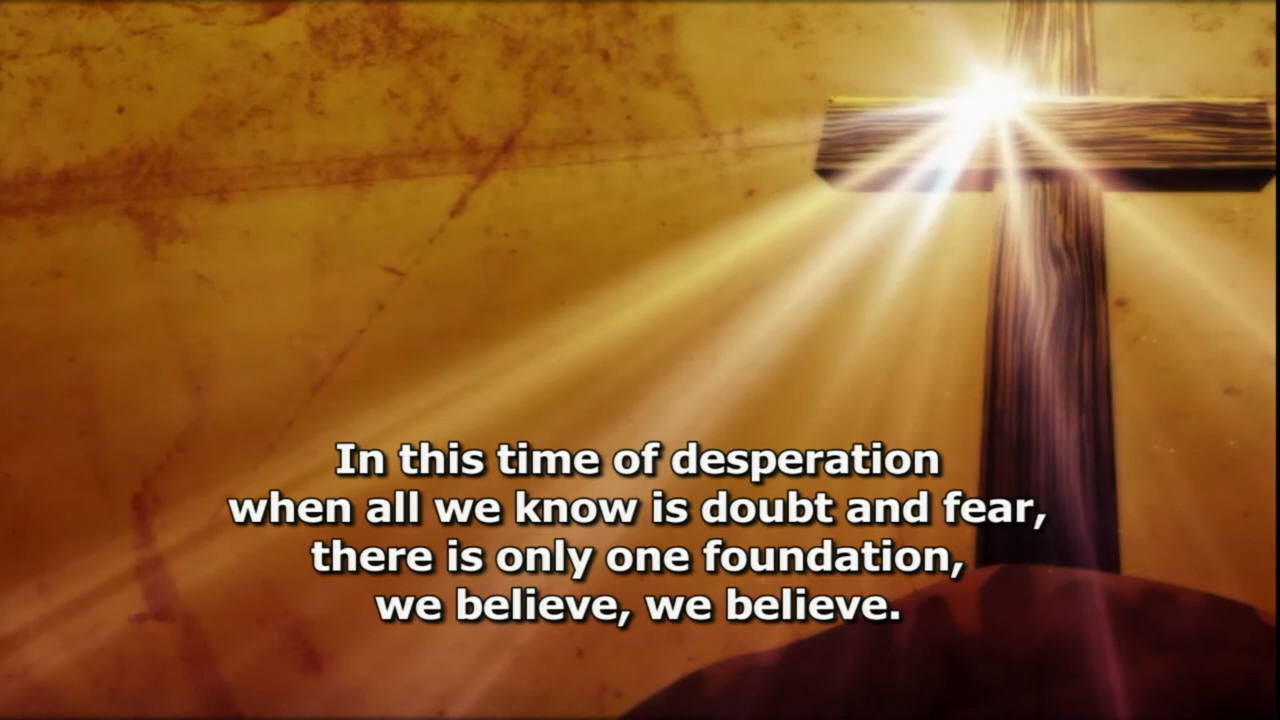 In this time of desperation
when all we know is doubt and fear,
there is only one foundation,
we believe, we believe.